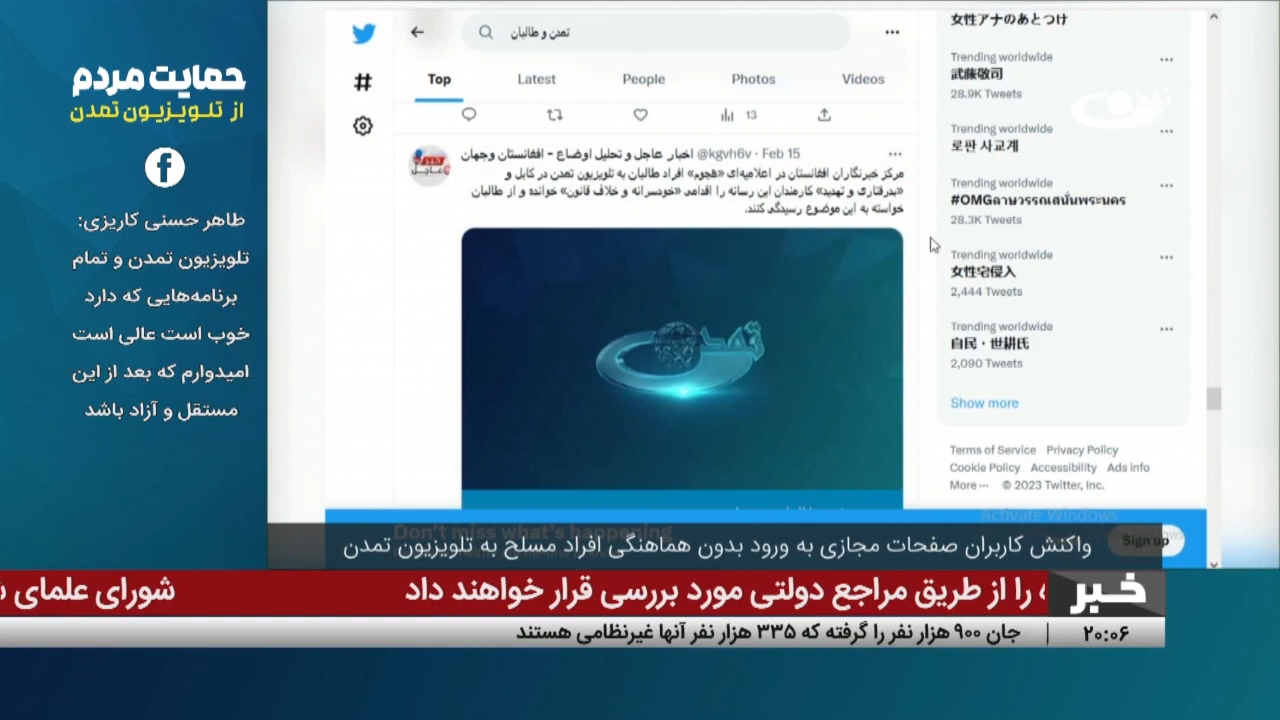 حمایت مردم
از تلویزیون تمدن
طاهر حسنی کاریزی:
تلویزیون تمدن و تمام
برنامه‌هایی که دارد
خوب است عالی است
امیدوارم که بعد از این
مستقل و آزاد باشد
تمدن و طالبان
Top Latest People Photos Videos
13
اخبار عاجل و تحلیل اوضاع - افغانستان وجهان @kgvh6v · Feb 15
مرکز خبرنگاران افغانستان در اعلامیه‌ای «هجوم» افراد طالبان به تلویزیون تمدن در کابل و
«بدرفتاری و تهدید» کارمندان این رسانه را اقدامی «خودسرانه و خلاف قانون» خوانده و از طالبان
خواسته به این موضوع رسیدگی کنند.
تمدن
女性アナのあとつけ
Trending worldwide
武藤敬司
28.9K Tweets
تمدن
Trending worldwide
로판 사교계
Trending worldwide
#OMGถามวรรณสนั่นพระนคร
28.3K Tweets
Trending worldwide
女性宅侵入
2,444 Tweets
Trending worldwide
自民・世耕氏
2,090 Tweets
Show more
Terms of Service Privacy Policy
Cookie Policy Accessibility Ads info
More ··· © 2023 Twitter, Inc.
Activate Windows
Don't miss what's happening
Sign up
واکنش کاربران صفحات مجازی به ورود بدون هماهنگی افراد مسلح به تلویزیون تمدن
خبر
را از طریق مراجع دولتی مورد بررسی قرار خواهند داد شورای علمای
۲۰:۰۶ | جان ۹۰۰ هزار نفر را گرفته که ۳۳۵ هزار نفر آنها غیرنظامی هستند